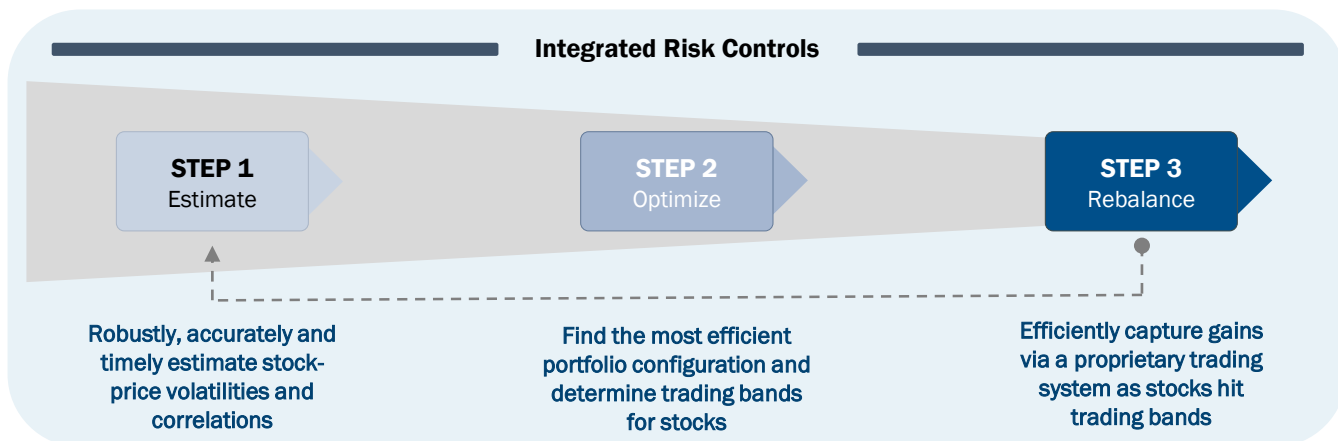 Integrated Risk Controls
STEP 1
Estimate
STEP 2
Optimize
STEP 3
Rebalance
Robustly, accurately and
timely estimate stock-
price volatilities and
correlations
Find the most efficient
portfolio configuration and
determine trading bands
for stocks
Efficiently capture gains
via a proprietary trading
system as stocks hit
trading bands